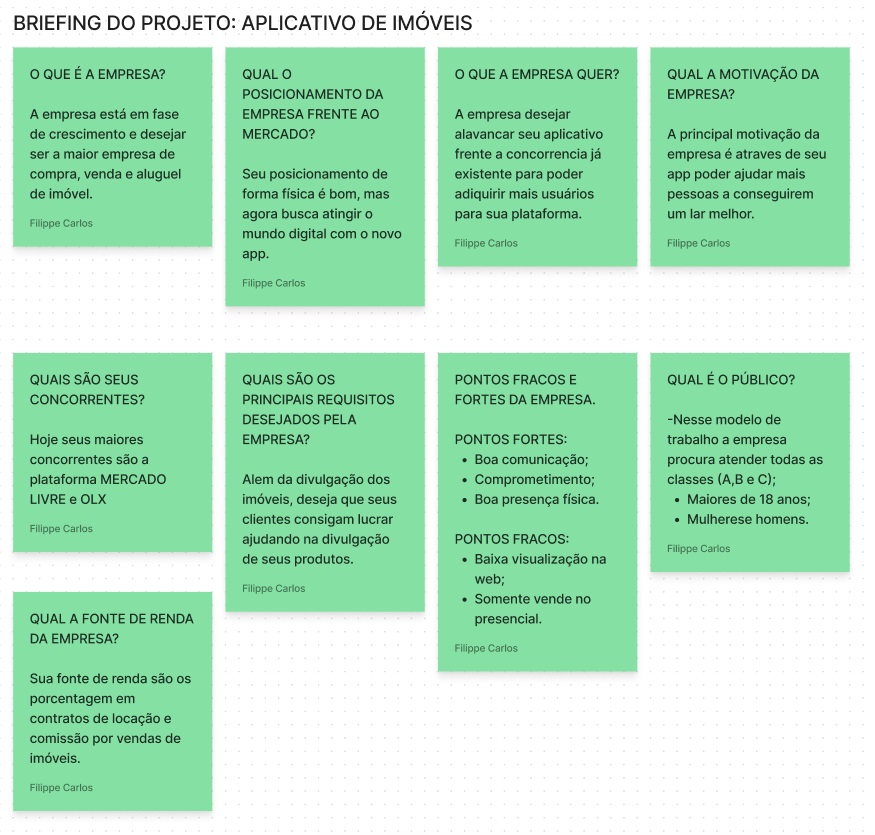 BRIEFING DO PROJETO: APLICATIVO DE IMÓVEIS
O QUE É A EMPRESA?
A empresa está em fase
de crescimento e desejar
ser a maior empresa de
compra, venda e aluguel
de imóvel.
Filippe Carlos
QUAL O
POSICIONAMENTO DA
EMPRESA FRENTE AO
MERCADO?
Seu posicionamento de
forma física é bom, mas
agora busca atingir o
mundo digital com o novo
app.
Filippe Carlos
O QUE A EMPRESA QUER?
A empresa desejar
alavancar seu aplicativo
frente a concorrencia já
existente para poder
adiquirir mais usuários
para sua plataforma.
Filippe Carlos
QUAL A MOTIVAÇÃO DA
EMPRESA?
A principal motivação da
empresa é atraves de seu
app poder ajudar mais
pessoas a conseguirem
um lar melhor.
Filippe Carlos
QUAIS SÃO SEUS
CONCORRENTES?
Hoje seus maiores
concorrentes são a
plataforma MERCADO
LIVRE e OLX
Filippe Carlos
QUAIS SÃO OS
PRINCIPAIS REQUISITOS
DESEJADOS PELA
EMPRESA?
Alem da divulgação dos
imóveis, deseja que seus
clientes consigam lucrar
ajudando na divulgação
de seus produtos.
Filippe Carlos
PONTOS FRACOS E
FORTES DA EMPRESA.
PONTOS FORTES:
• Boa comunicação;
• Comprometimento;
• Boa presença física.
PONTOS FRACOS:
• Baixa visualização na
web;
• Somente vende no
presencial.
Filippe Carlos
QUAL É O PÚBLICO?
-Nesse modelo de
trabalho a empresa
procura atender todas as
classes (A,B e C);
• Maiores de 18 anos;
• Mulherese homens.
Filippe Carlos
QUAL A FONTE DE RENDA
DA EMPRESA?
Sua fonte de renda são os
porcentagem em
contratos de locação e
comissão por vendas de
imóveis.
Filippe Carlos